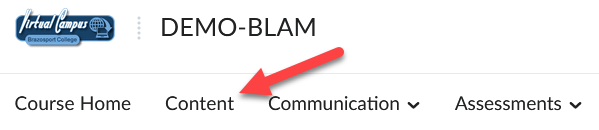 Virtual Campus
Brazosport College
DEMO-BLAM
Course Home Content Communication Assessments